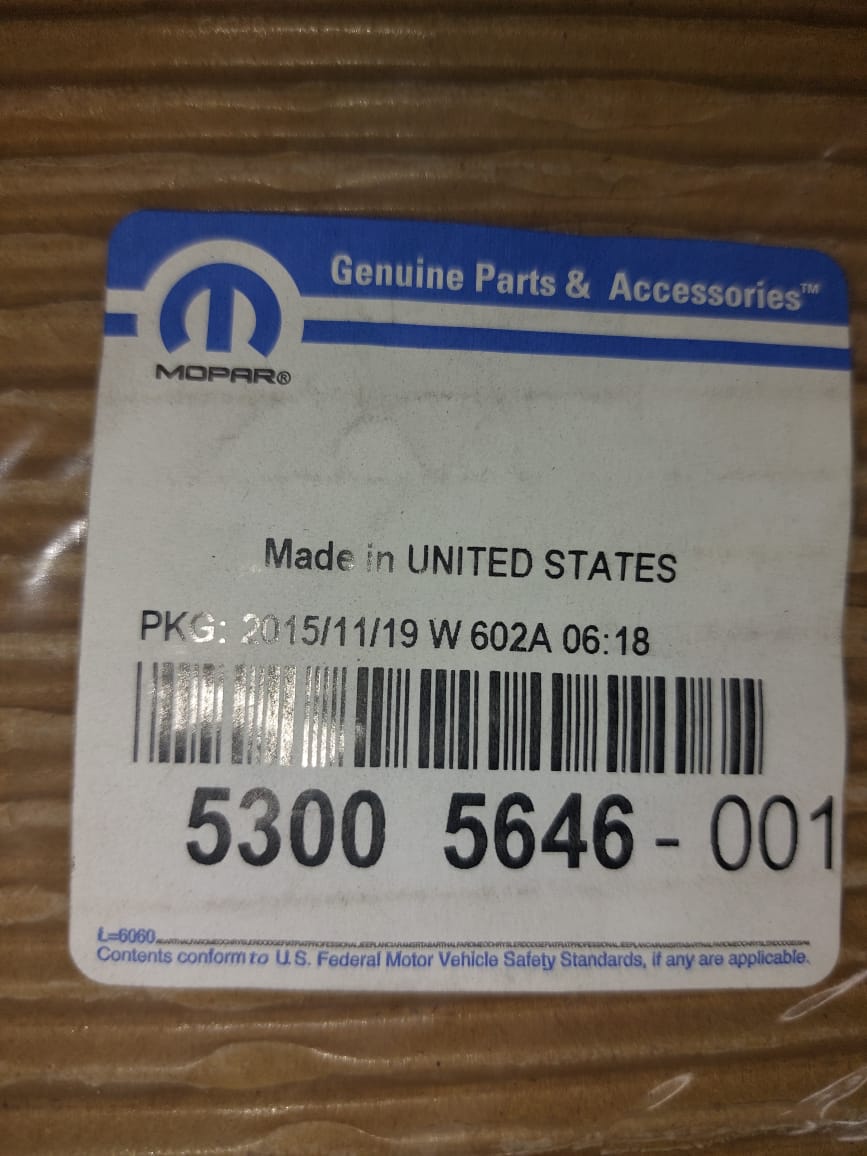 Genuine Parts & Accessories™
MOPAR®
Made in UNITED STATES
PKG: 2015/11/19 W 602A 06:18
5300 5646-001
L=6060
Contents conform to U.S. Federal Motor Vehicle Safety Standards, if any are applicable.